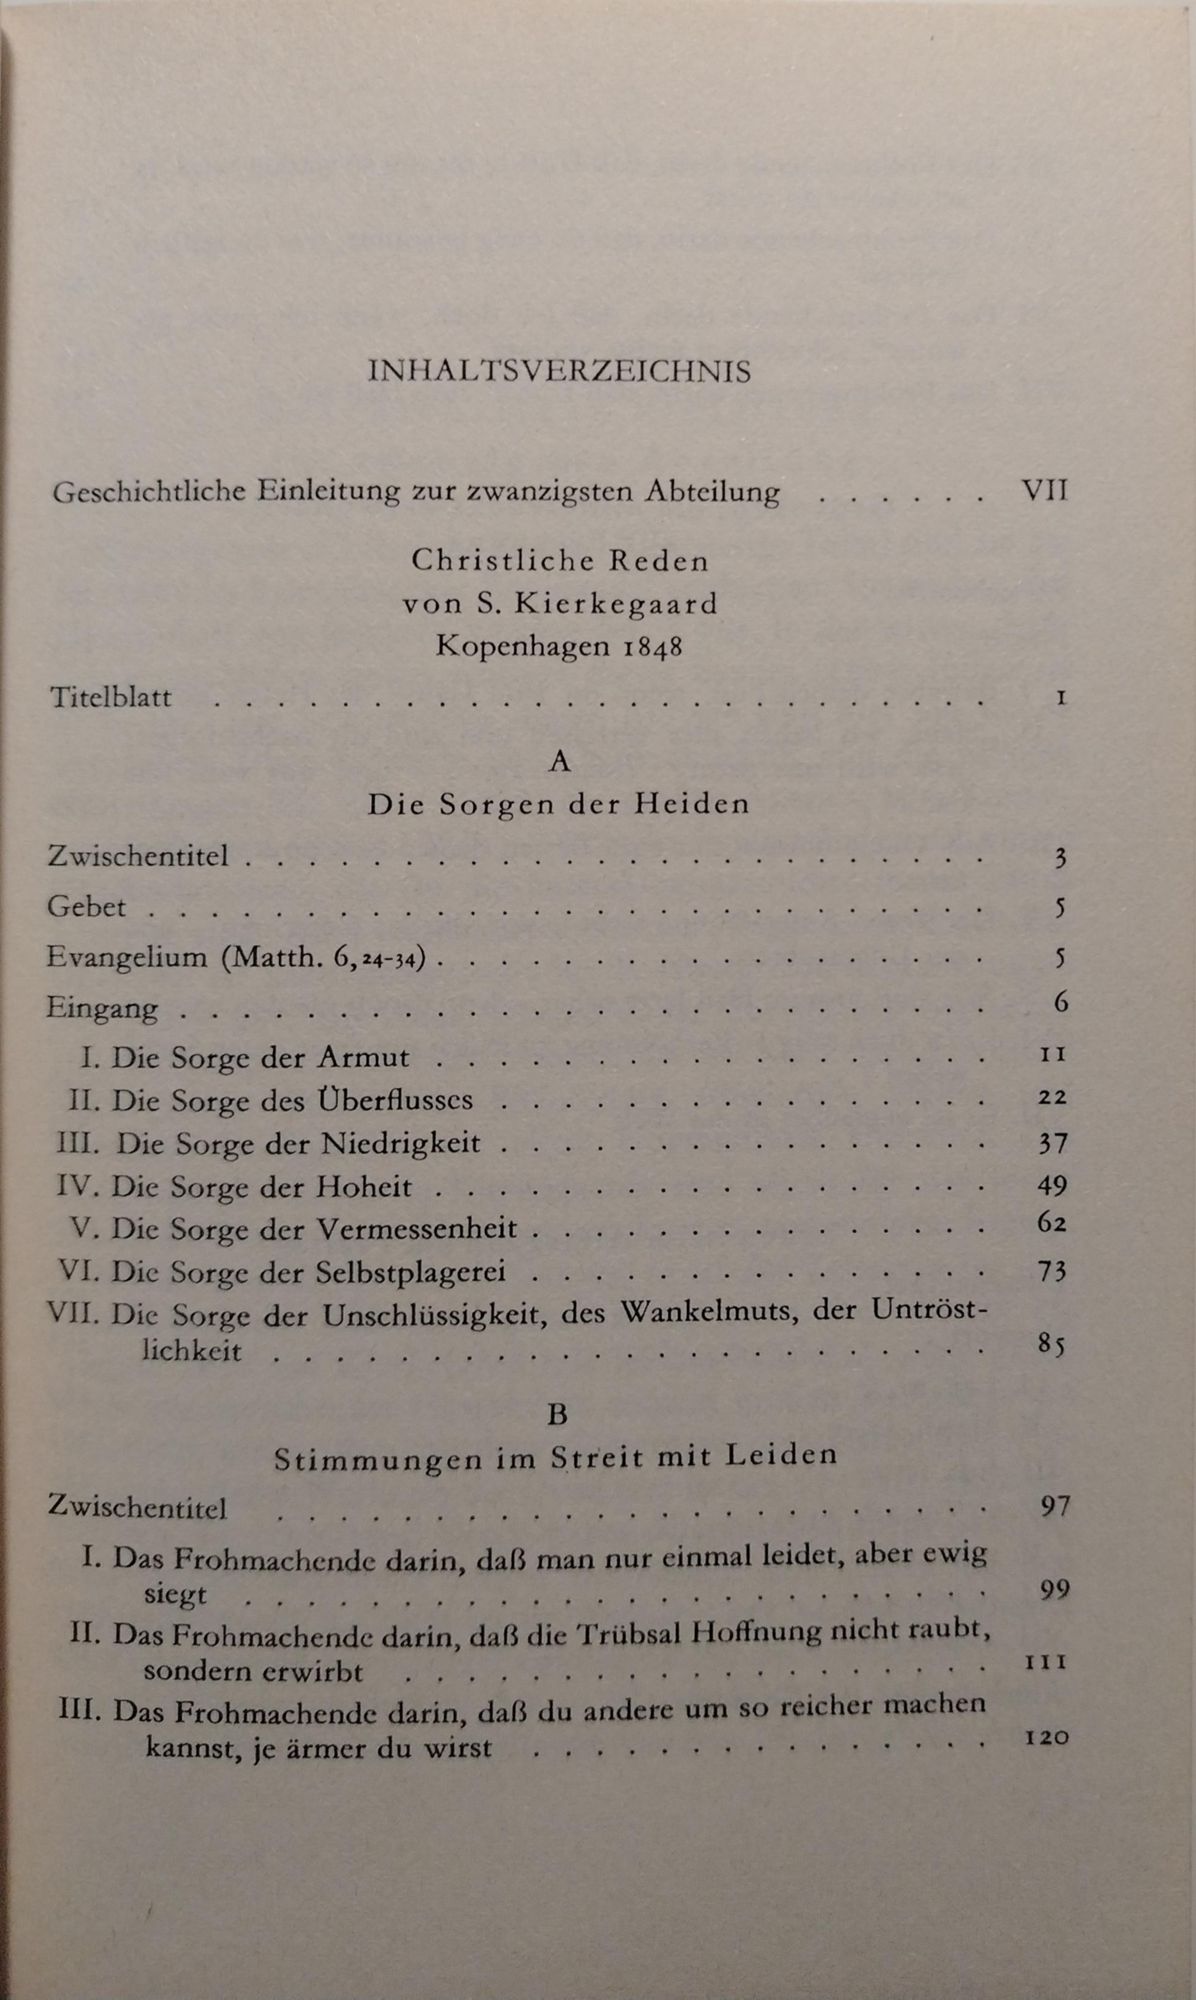 INHALTSVERZEICHNIS
Geschichtliche Einleitung zur zwanzigsten Abteilung . . . . . . VII
Christliche Reden
von S. Kierkegaard
Kopenhagen 1848
Titelblatt . . . . . . . . . . . . . . . . . . . . . . . . . 1
A
Die Sorgen der Heiden
Zwischentitel . . . . . . . . . . . . . . . . . . . . . . . . 3
Gebet . . . . . . . . . . . . . . . . . . . . . . . . . . . 5
Evangelium (Matth. 6,24-34) . . . . . . . . . . . . . . . . . . 5
Eingang . . . . . . . . . . . . . . . . . . . . . . . . . . 6
I. Die Sorge der Armut . . . . . . . . . . . . . . . . . . 11
II. Die Sorge des Überflusses . . . . . . . . . . . . . . . . 22
III. Die Sorge der Niedrigkeit . . . . . . . . . . . . . . . . 37
IV. Die Sorge der Hoheit . . . . . . . . . . . . . . . . . . 49
V. Die Sorge der Vermessenheit . . . . . . . . . . . . . . . 62
VI. Die Sorge der Selbstplagerei . . . . . . . . . . . . . . . 73
VII. Die Sorge der Unschlüssigkeit, des Wankelmuts, der Untröst-
lichkeit . . . . . . . . . . . . . . . . . . . . . . . 85
B
Stimmungen im Streit mit Leiden
Zwischentitel . . . . . . . . . . . . . . . . . . . . . . . 97
I. Das Frohmachende darin, daß man nur einmal leidet, aber ewig
siegt . . . . . . . . . . . . . . . . . . . . . . . . 99
II. Das Frohmachende darin, daß die Trübsal Hoffnung nicht raubt,
sondern erwirbt . . . . . . . . . . . . . . . . . . . 111
III. Das Frohmachende darin, daß du andere um so reicher machen
kannst, je ärmer du wirst . . . . . . . . . . . . . . . 120